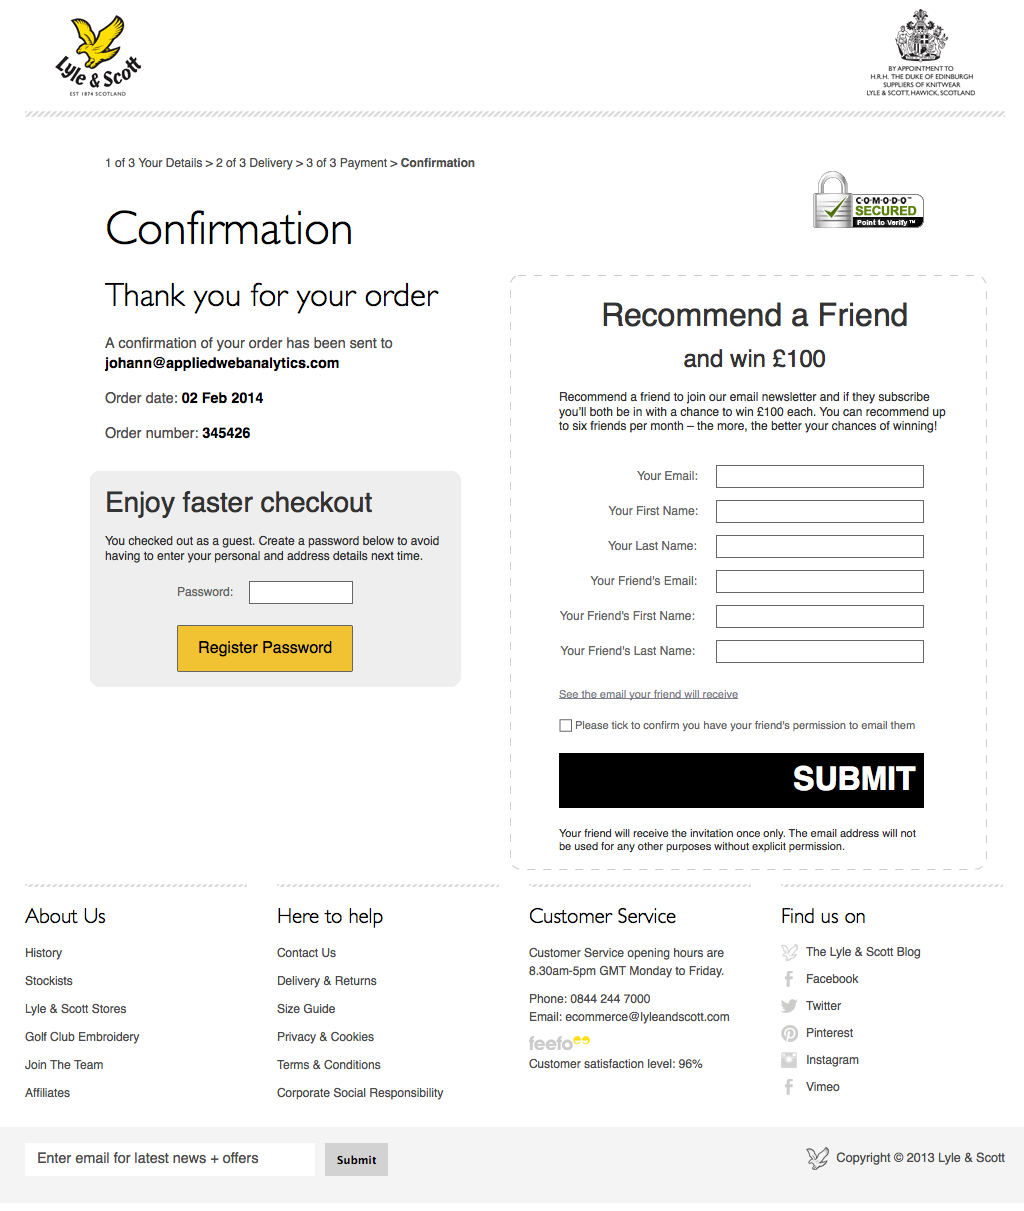 Lyle & Scott
EST 1874 SCOTLAND
BY APPOINTMENT TO
H.R.H. THE DUKE OF EDINBURGH
SUPPLIERS OF KNITWEAR
LYLE & SCOTT, HAWICK, SCOTLAND
1 of 3 Your Details > 2 of 3 Delivery > 3 of 3 Payment > Confirmation
COMODO™
SECURED
Point to Verify™
Confirmation
Thank you for your order
A confirmation of your order has been sent to
johann@appliedwebanalytics.com
Order date: 02 Feb 2014
Order number: 345426
Enjoy faster checkout
You checked out as a guest. Create a password below to avoid
having to enter your personal and address details next time.
Password:
Register Password
Recommend a Friend
and win £100
Recommend a friend to join our email newsletter and if they subscribe
you'll both be in with a chance to win £100 each. You can recommend up
to six friends per month – the more, the better your chances of winning!
Your Email:
Your First Name:
Your Last Name:
Your Friend's Email:
Your Friend's First Name:
Your Friend's Last Name:
See the email your friend will receive
Please tick to confirm you have your friend's permission to email them
SUBMIT
Your friend will receive the invitation once only. The email address will not
be used for any other purposes without explicit permission.
About Us
History
Stockists
Lyle & Scott Stores
Golf Club Embroidery
Join The Team
Affiliates
Here to help
Contact Us
Delivery & Returns
Size Guide
Privacy & Cookies
Terms & Conditions
Corporate Social Responsibility
Customer Service
Customer Service opening hours are
8.30am-5pm GMT Monday to Friday.
Phone: 0844 244 7000
Email: ecommerce@lyleandscott.com
feefo
Customer satisfaction level: 96%
Find us on
The Lyle & Scott Blog
Facebook
Twitter
Pinterest
Instagram
Vimeo
Enter email for latest news + offers
Submit
Copyright © 2013 Lyle & Scott